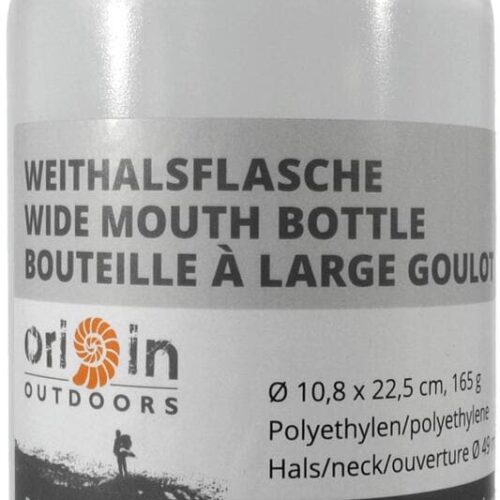 WEITHALSFLASCHE
WIDE MOUTH BOTTLE
BOUTEILLE À LARGE GOULOT
origin
OUTDOORS
Ø 10,8 x 22,5 cm, 165 g
Polyethylen/polyethylene
Hals/neck/ouverture Ø 49